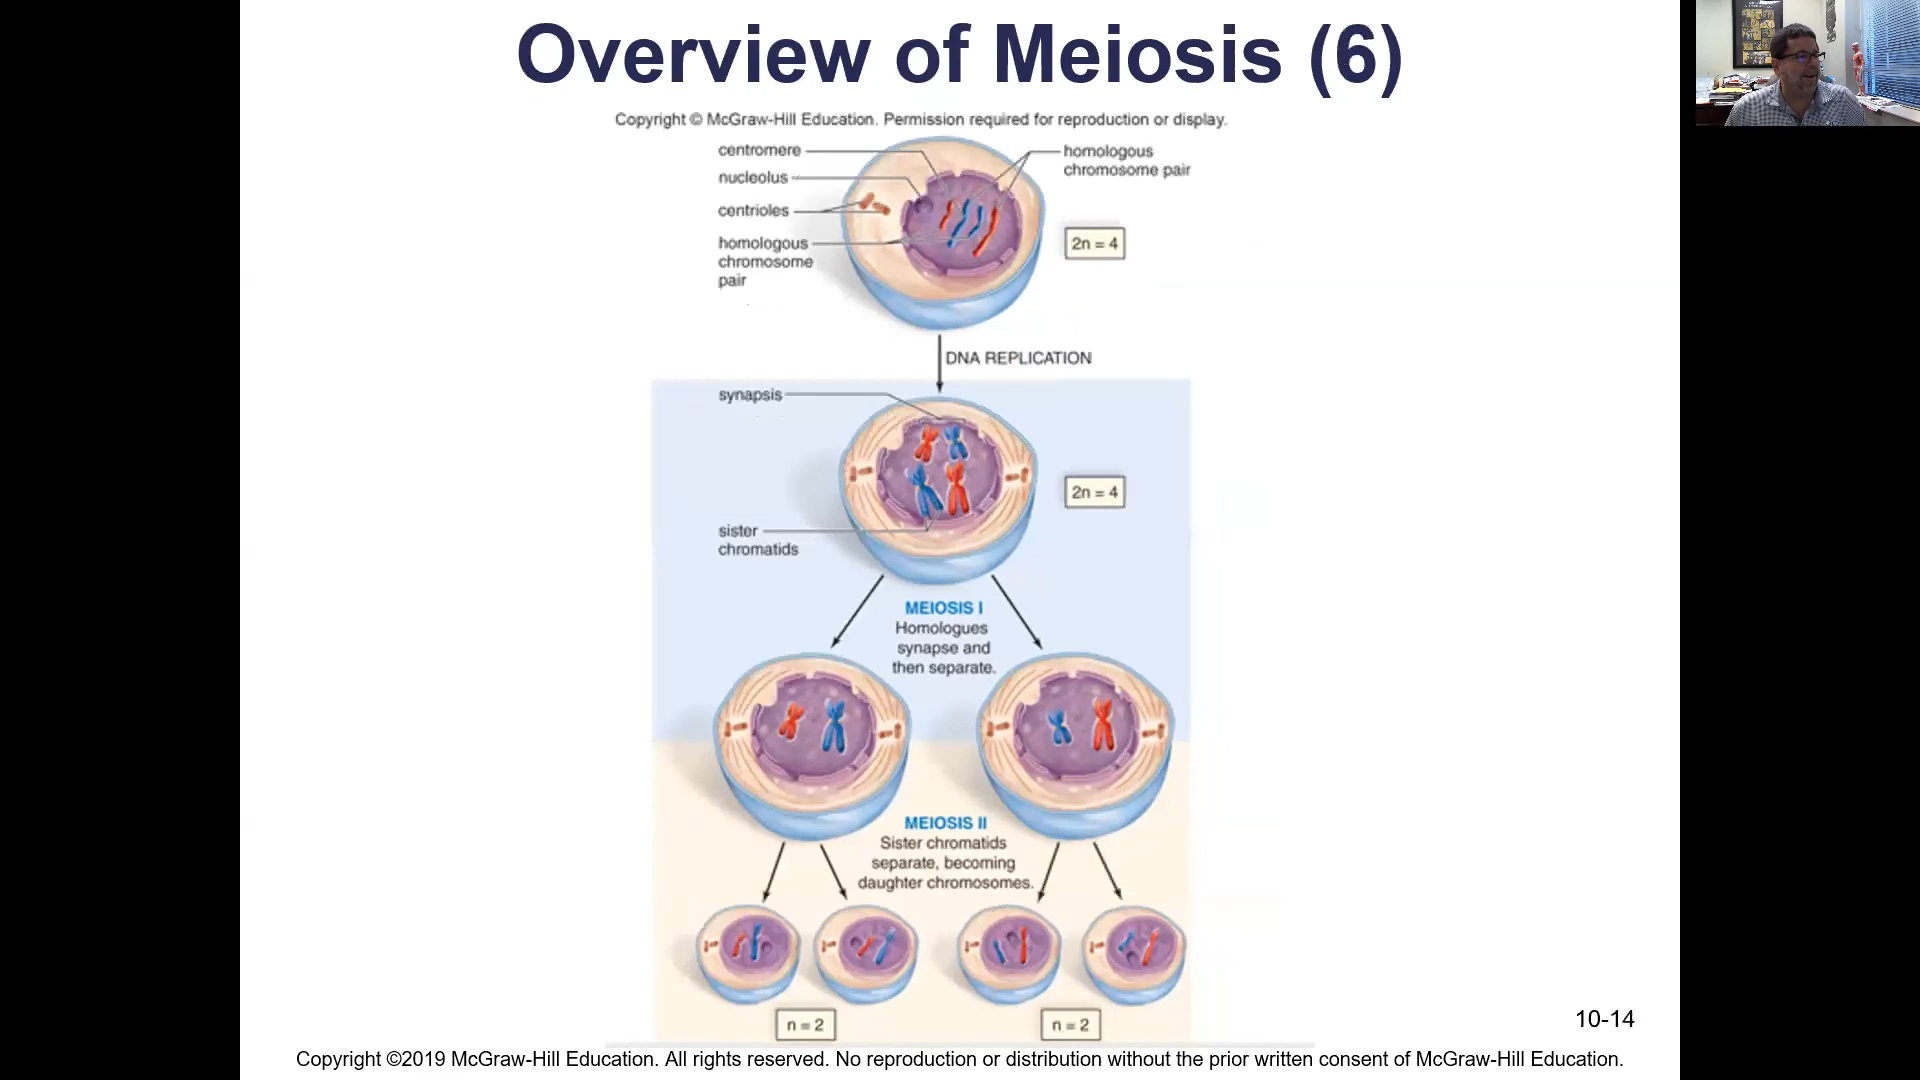 Overview of Meiosis (6)
Copyright © McGraw-Hill Education. Permission required for reproduction or display.
centromere
nucleolus
centrioles
homologous
chromosome
pair
homologous
chromosome pair
2n = 4
DNA REPLICATION
synapsis
2n = 4
sister
chromatids
MEIOSIS I
Homologues
synapse and
then separate.
MEIOSIS II
Sister chromatids
separate, becoming
daughter chromosomes.
n = 2
n = 2
10-14
Copyright ©2019 McGraw-Hill Education. All rights reserved. No reproduction or distribution without the prior written consent of McGraw-Hill Education.